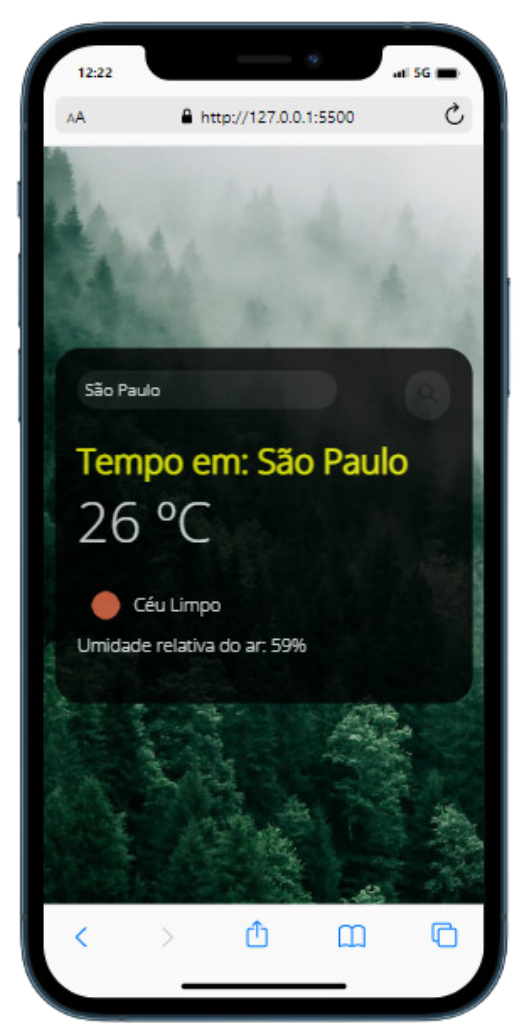 12:22
5G
AA
http://127.0.0.1:5500
São Paulo
Tempo em: São Paulo
26 ºC
Céu Limpo
Umidade relativa do ar: 59%